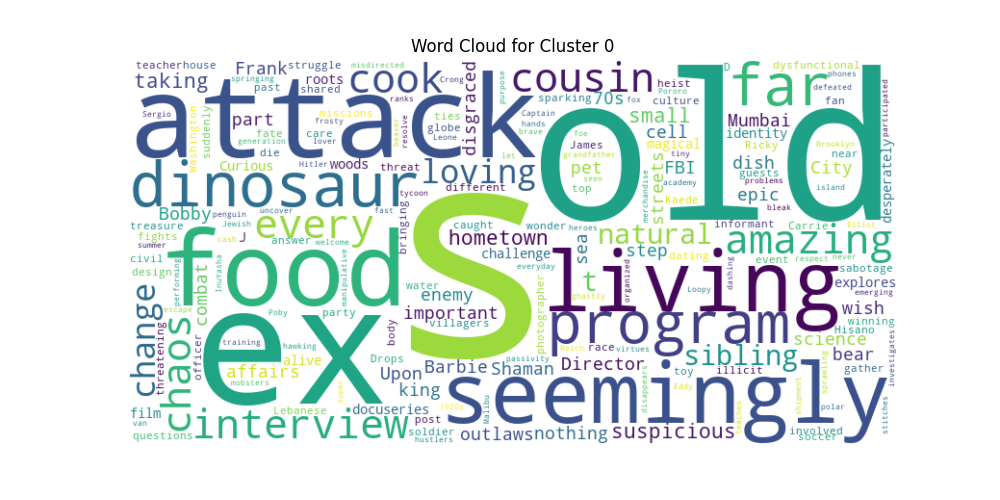 Word Cloud for Cluster 0
teacherhouse
springing
Frank
struggle
misdirected
Crong
purpose
taking
past
roots
shared
cook
cousin
70s
heist
culture
dysfunctional
phones
D
fan
defeated
participated
far
attack
old
Sergio
part
missions
ties
globe
ranks
resolve
disgraced
sparking
Captain
hands
brave
fox
small
Mumbai
identity
Ricky
Brooklyn
near
City
washington
suddenly
fate
generation
frosty
care
lover
beaver
Leone
let
foe
James
grandfather
seen
top
pet
cell
magical
tiny
FBI
academy
problems
dish
guests
island
Curious
die
Hitler
woods
threat
tycoon
loving
different
streets
merchandise
Kaede
epic
bleak
desperately
dinosaur
Bobby
penguin
uncover
fast
every
bringing
caught
wonder
heroes
natural
informant
Carrie
Elliot
treasure
Jewish
cash
welcome
fights
J
answer
hometown
challenge
everyday
sea
step
dating
amazing
event
respect
never
civil
summer
performing
InuYasha
manipulative
food
S
t
organized
Loopy
dashing
living
sabotage
emerging
explores
design
combat
escape
Poby
party
water
enemy
body
important
villagers
photographer
ghastly
program
wish
winning
Hisano
change
chaos
threatening
officer
training
hawking
ex
passivity
Reich
race
virtues
science
investigates
mobsters
alive
affairs
super
Drops
Upon
Barbie
Shaman
Director
toy
illicit
sibling
bear
gather
king
seemingly
Eddy
disappears
shipment
sprawling
polar
stitches
film
van
questions
Lebanese
interview
docuseries
1920s
post
soldier
hustlers
Malibu
outlaws
nothing
suspicious
teaches
involved
soccer